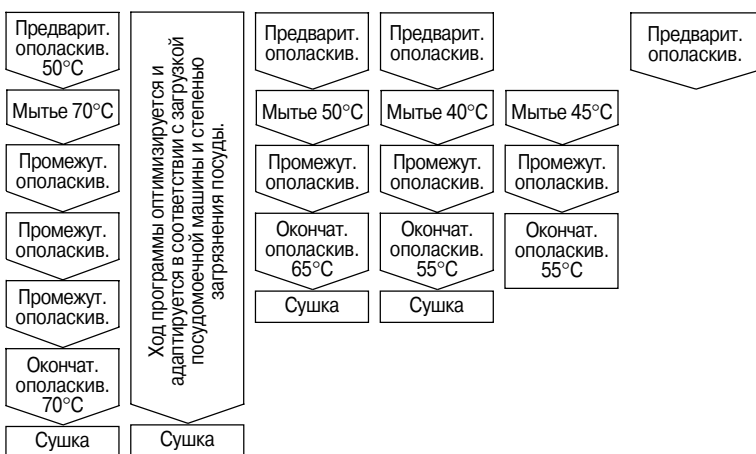 Предварит.
ополаскив.
50°C
Мытье 70°C
Промежут.
ополаскив.
Промежут.
ополаскив.
Промежут.
ополаскив.
Окончат.
ополаскив.
70°C
Сушка
Ход программы оптимизируется и
адаптируется в соответствии с загрузкой
посудомоечной машины и степенью
загрязнения посуды.
Сушка
Предварит.
ополаскив.
Мытье 50°C
Промежут.
ополаскив.
Окончат.
ополаскив.
65°C
Сушка
Предварит.
ополаскив.
Мытье 40°C
Промежут.
ополаскив.
Окончат.
ополаскив.
55°C
Сушка
Мытье 45°C
Промежут.
ополаскив.
Окончат.
ополаскив.
55°C
Предварит.
ополаскив.